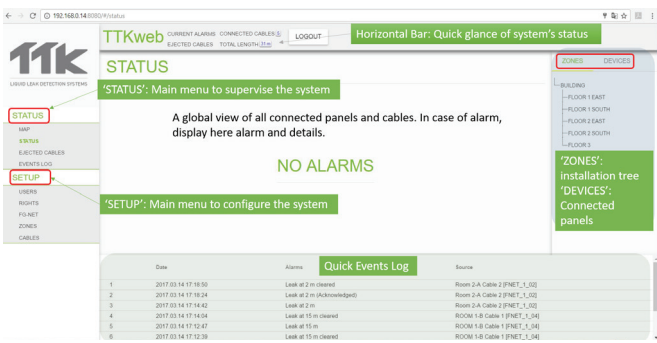 192.168.0.14:8080/#/status
TTK
LIQUID LEAK DETECTION SYSTEMS
STATUS
MAP
STATUS
EJECTED CABLES
EVENTS LOG
SETUP
USERS
RIGHTS
FG-NET
ZONES
CABLES
TTKweb
CURRENT ALARMS CONNECTED CABLES
EJECTED CABLES TOTAL LENGTH
LOGOUT
Horizontal Bar: Quick glance of system's status
STATUS
'STATUS': Main menu to supervise the system
A global view of all connected panels and cables. In case of alarm,
display here alarm and details.
NO ALARMS
'SETUP': Main menu to configure the system
ZONES DEVICES
BUILDING
FLOOR 1 EAST
FLOOR 1 SOUTH
FLOOR 2 EAST
FLOOR 2 SOUTH
FLOOR 3
'ZONES':
installation tree
'DEVICES':
Connected
panels
Quick Events Log
Date Alarms Source
1 2017.03.14 17:18:50 Leak at 2 m cleared Room 2-A Cable 2 [FNET_1_02]
2 2017.03.14 17:18:24 Leak at 2 m (Acknowledged) Room 2-A Cable 2 [FNET_1_02]
3 2017.03.14 17:14:42 Leak at 2 m Room 2-A Cable 2 [FNET_1_02]
4 2017.03.14 17:14:04 Leak at 15 m cleared ROOM 1-B Cable 1 [FNET_1_04]
5 2017.03.14 17:12:47 Leak at 15 m ROOM 1-B Cable 1 [FNET_1_04]
6 2017.03.14 17:12:39 Leak at 15 m cleared ROOM 1-B Cable 1 [FNET_1_04]